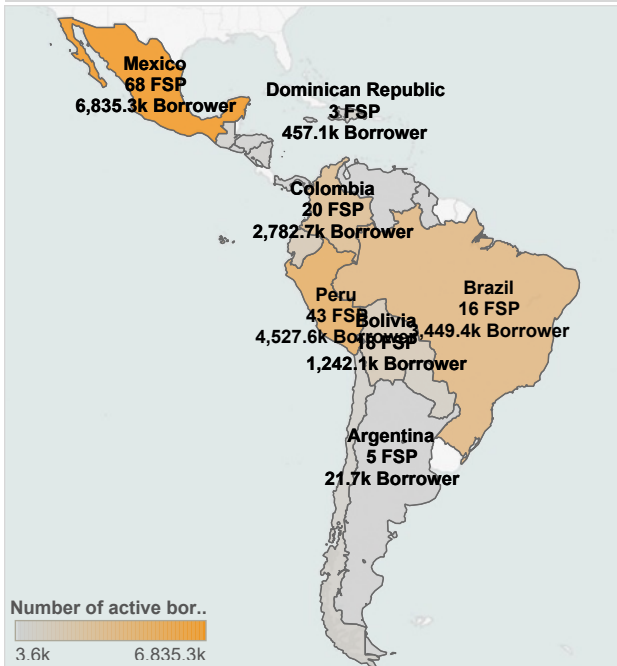 Mexico
68 FSP
6,835.3k Borrower
Dominican Republic
3 FSP
457.1k Borrower
Colombia
20 FSP
2,782.7k Borrower
Brazil
16 FSP
3,449.4k Borrower
Peru
43 FSP
4,527.6k Borrower
Bolivia
18 FSP
1,242.1k Borrower
Argentina
5 FSP
21.7k Borrower
Number of active bor..
3.6k 6,835.3k